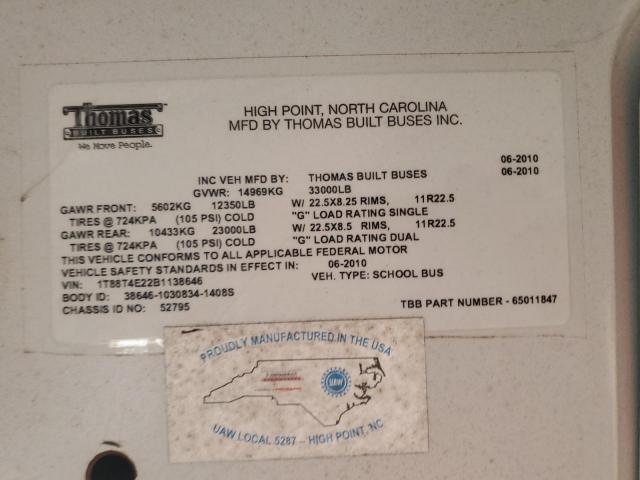 Thomas
BUILT BUSES
We Move People.
HIGH POINT, NORTH CAROLINA
MFD BY THOMAS BUILT BUSES INC.
06-2010
INC VEH MFD BY: THOMAS BUILT BUSES 06-2010
GVWR: 14969KG 33000LB
GAWR FRONT: 5602KG 12350LB W/ 22.5X8.25 RIMS, 11R22.5
TIRES @ 724KPA (105 PSI) COLD "G" LOAD RATING SINGLE
GAWR REAR: 10433KG 23000LB W/ 22.5X8.5 RIMS, 11R22.5
TIRES @ 724KPA (105 PSI) COLD "G" LOAD RATING DUAL
THIS VEHICLE CONFORMS TO ALL APPLICABLE FEDERAL MOTOR
VEHICLE SAFETY STANDARDS IN EFFECT IN: 06-2010
VIN: 1T88T4E22B1138646 VEH. TYPE: SCHOOL BUS
BODY ID: 38646-1030834-1408S
CHASSIS ID NO: 52795 TBB PART NUMBER - 65011847
PROUDLY MANUFACTURED IN THE USA
UAW
UAW LOCAL 5287 - HIGH POINT, NC